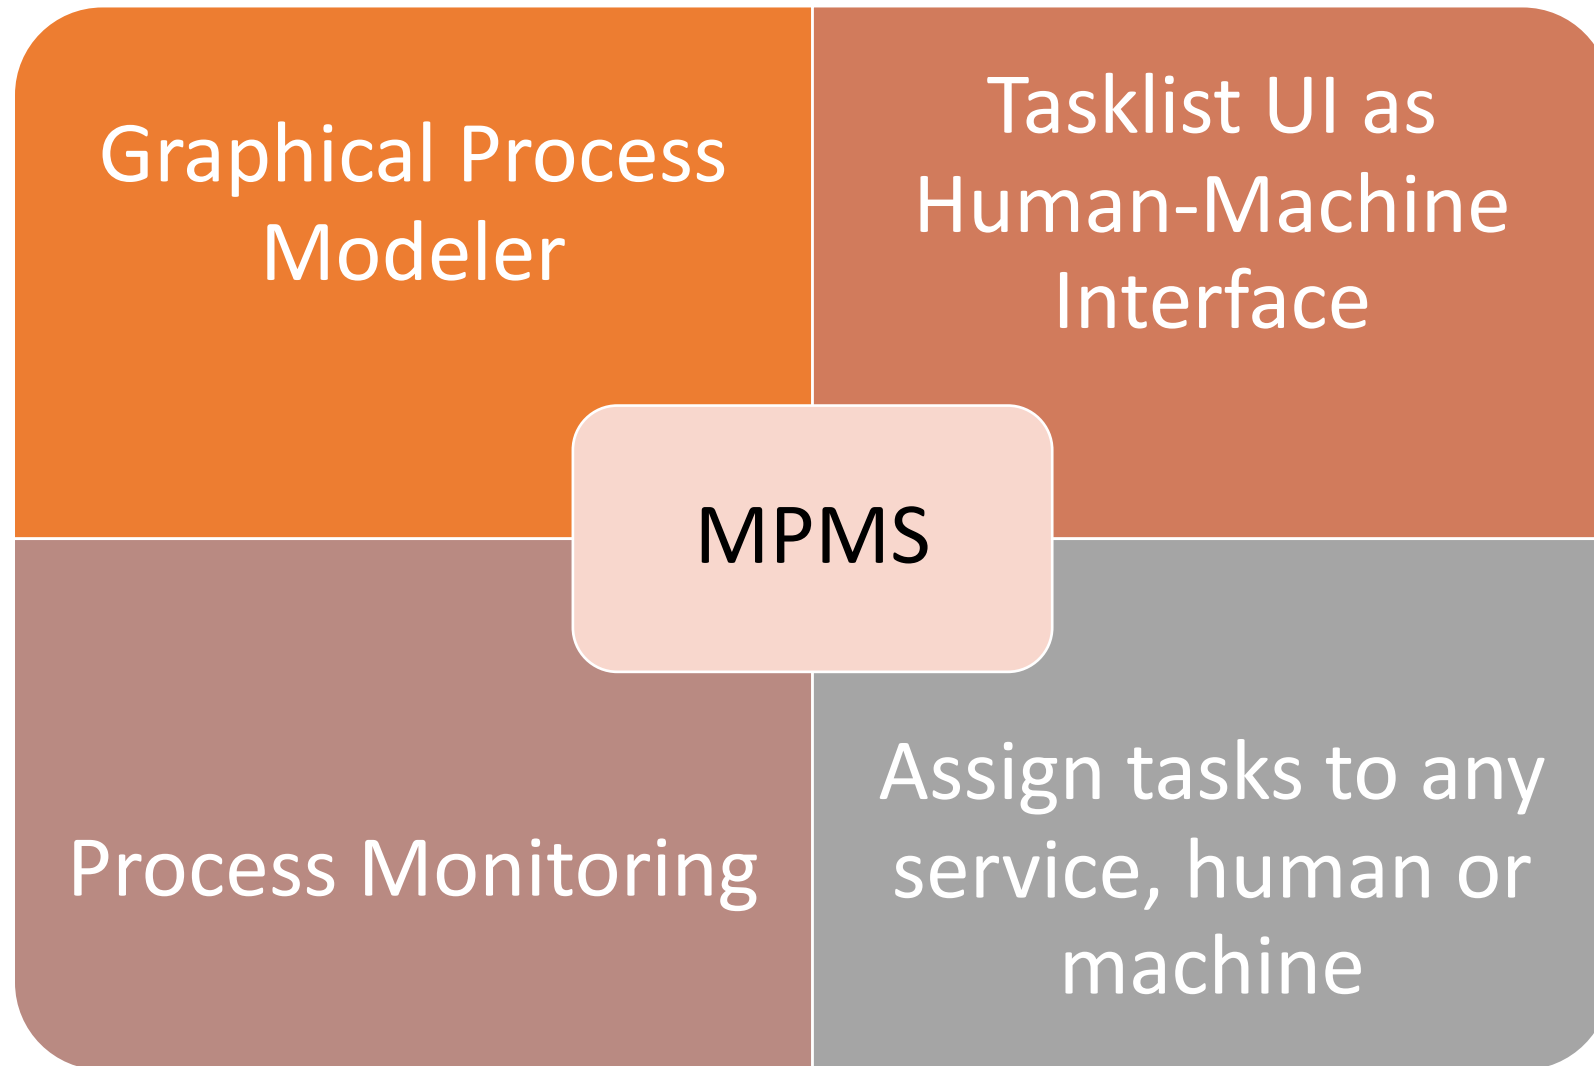 Graphical Process
Modeler
Tasklist UI as
Human-Machine
Interface
MPMS
Process Monitoring
Assign tasks to any
service, human or
machine